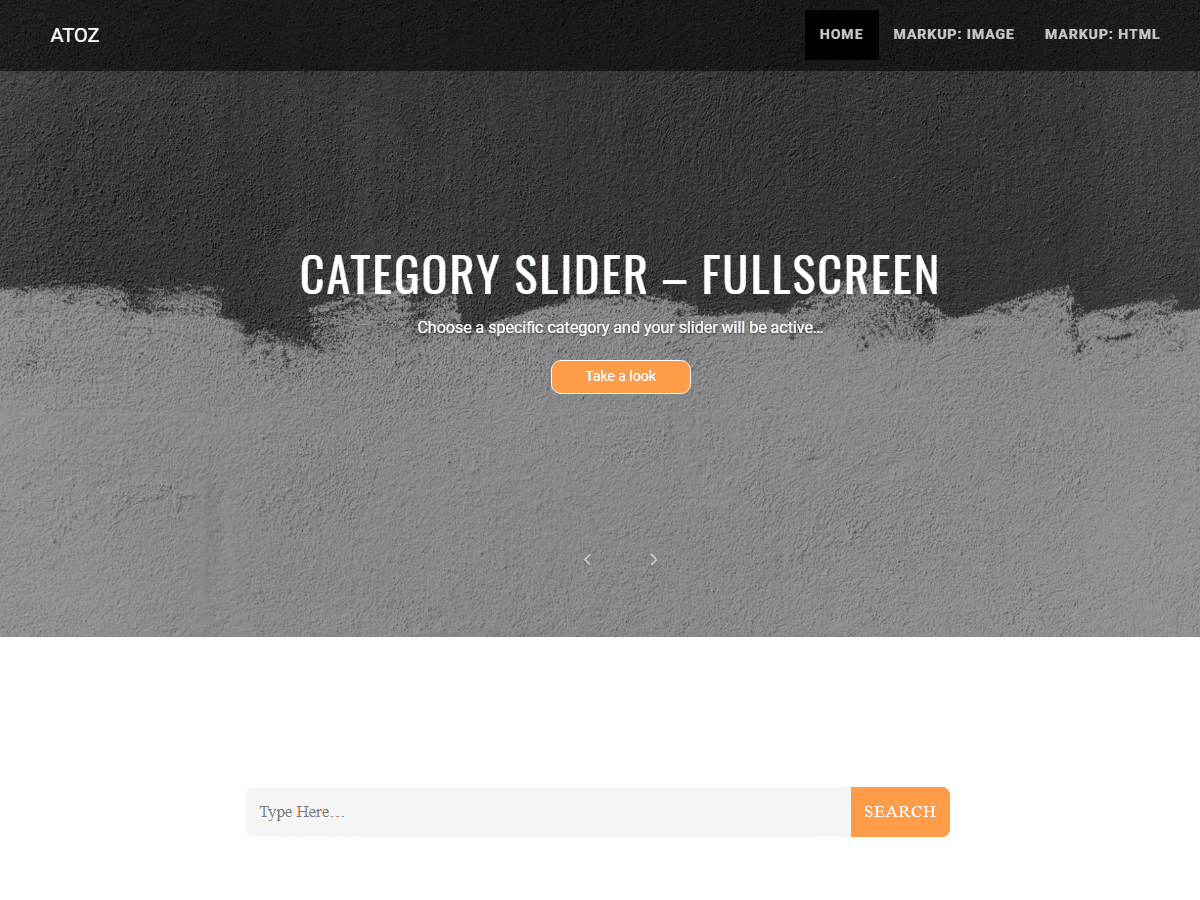 ATOZ
HOME
MARKUP: IMAGE
MARKUP: HTML
CATEGORY SLIDER – FULLSCREEN
Choose a specific category and your slider will be active...
Take a look
Type Here...
SEARCH